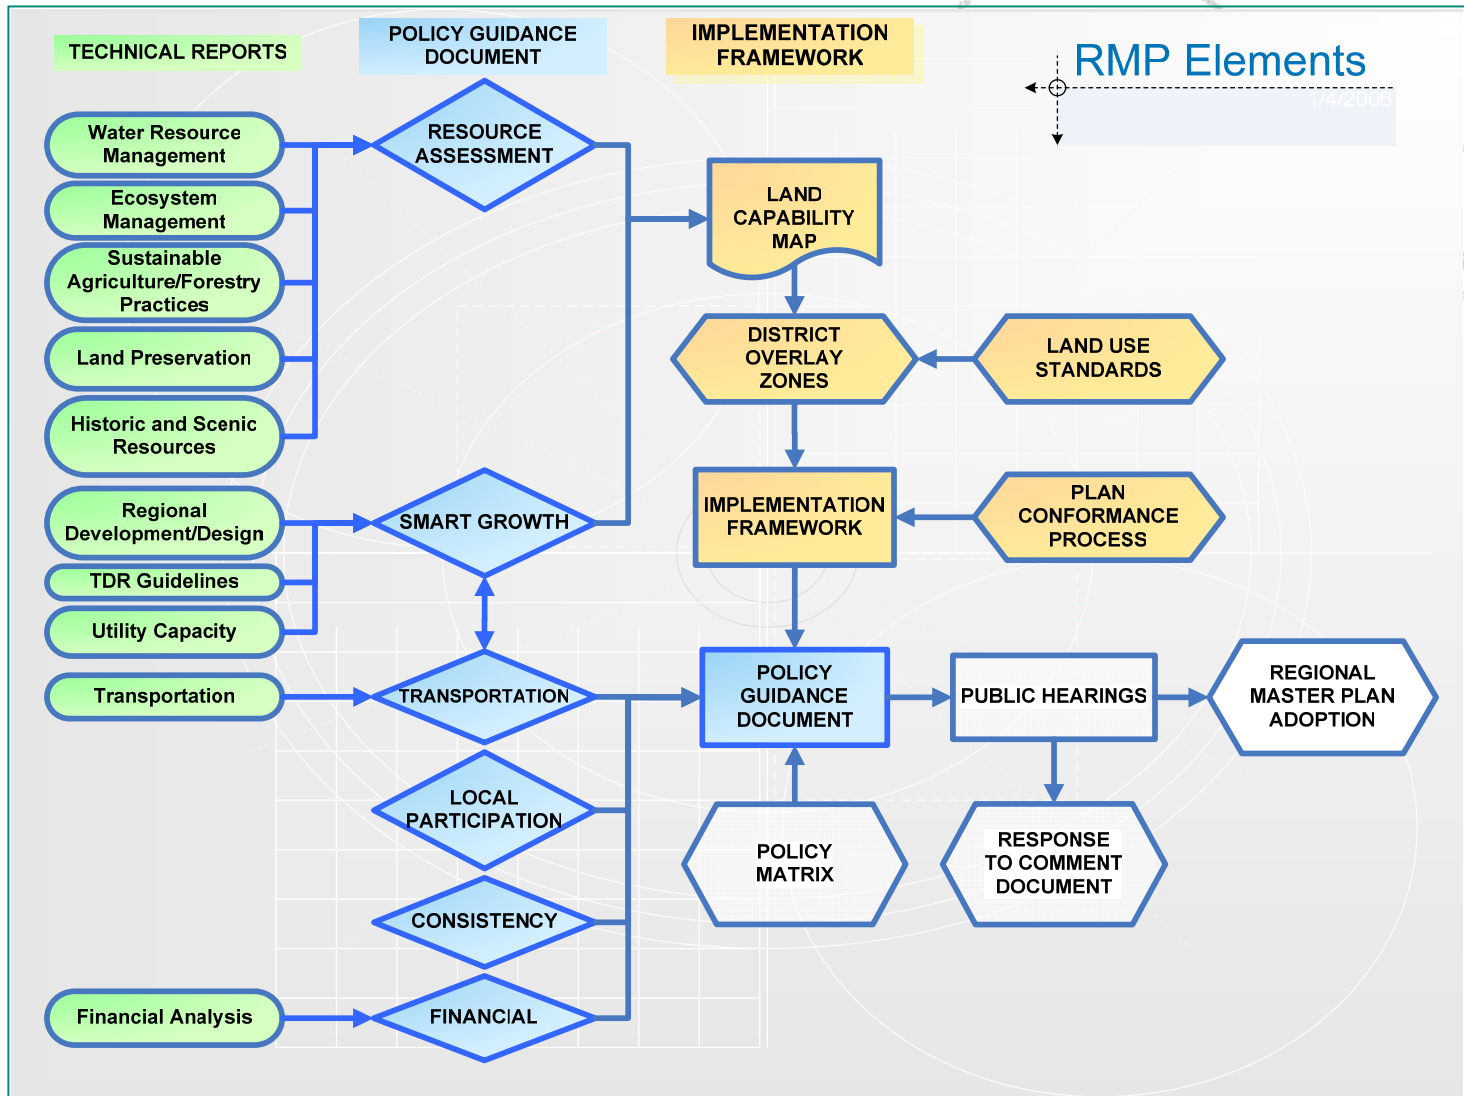 TECHNICAL REPORTS
POLICY GUIDANCE
DOCUMENT
IMPLEMENTATION
FRAMEWORK
RMP Elements
1/4/2006
Water Resource
Management
Ecosystem
Management
Sustainable
Agriculture/Forestry
Practices
Land Preservation
Historic and Scenic
Resources
Regional
Development/Design
TDR Guidelines
Utility Capacity
Transportation
Financial Analysis
RESOURCE
ASSESSMENT
SMART GROWTH
TRANSPORTATION
LOCAL
PARTICIPATION
CONSISTENCY
FINANCIAL
LAND
CAPABILITY
MAP
DISTRICT
OVERLAY
ZONES
LAND USE
STANDARDS
IMPLEMENTATION
FRAMEWORK
PLAN
CONFORMANCE
PROCESS
POLICY
GUIDANCE
DOCUMENT
PUBLIC HEARINGS
REGIONAL
MASTER PLAN
ADOPTION
POLICY
MATRIX
RESPONSE
TO COMMENT
DOCUMENT